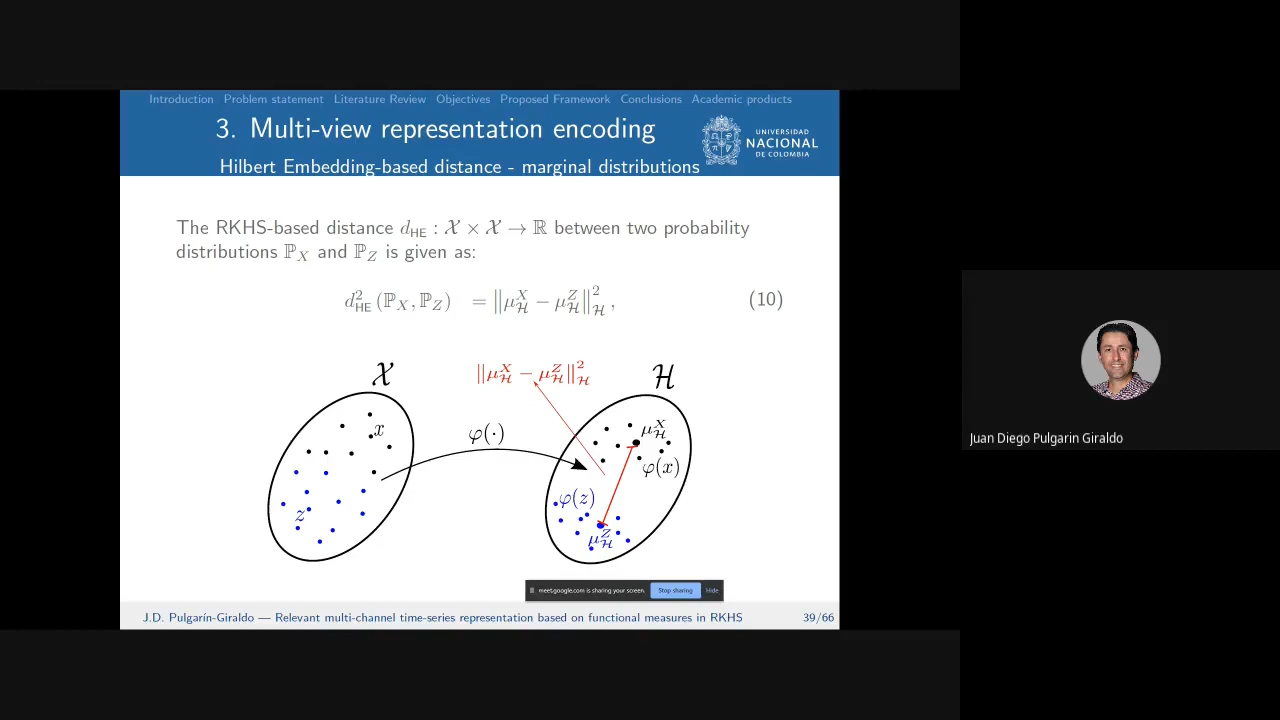 Introduction Problem statement Literature Review Objectives Proposed Framework Conclusions Academic products
3. Multi-view representation encoding
UNIVERSIDAD
NACIONAL
DE COLOMBIA
Hilbert Embedding-based distance - marginal distributions
The RKHS-based distance d_HE : 𝒳 × 𝒳 → ℝ between two probability
distributions ℙ_X and ℙ_Z is given as:
d²_HE (ℙ_X, ℙ_Z) = ‖μ^X_ℋ − μ^Z_ℋ‖²_ℋ, (10)
𝒳
‖μ^X_ℋ − μ^Z_ℋ‖²_ℋ
ℋ
x
φ(·)
μ^X_ℋ
φ(x)
φ(z)
z
μ^Z_ℋ
meet.google.com is sharing your screen. Stop sharing Hide
J.D. Pulgarín-Giraldo — Relevant multi-channel time-series representation based on functional measures in RKHS 39/66
Juan Diego Pulgarin Giraldo